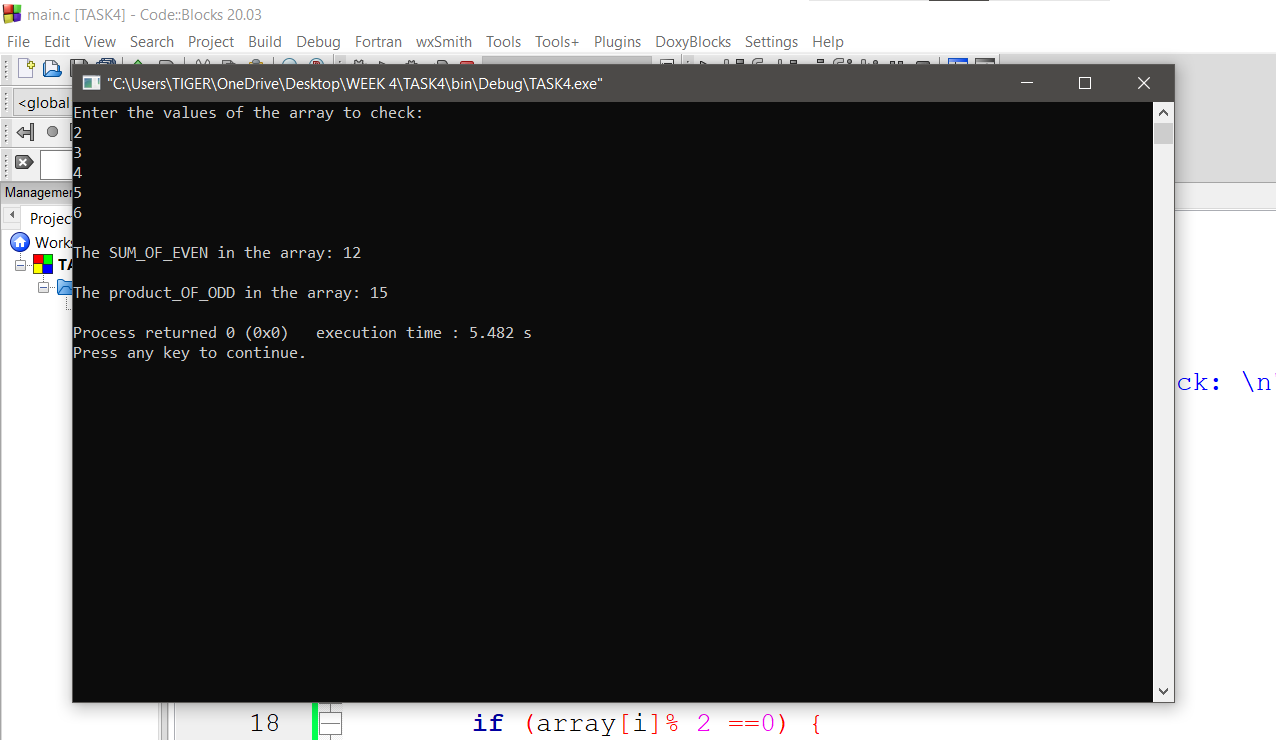 main.c [TASK4] - Code::Blocks 20.03
File Edit View Search Project Build Debug Fortran wxSmith Tools Tools+ Plugins DoxyBlocks Settings Help
"C:\Users\TIGER\OneDrive\Desktop\WEEK 4\TASK4\bin\Debug\TASK4.exe"
<global
Enter the values of the array to check:
2
3
4
5
6
The SUM_OF_EVEN in the array: 12
The product_OF_ODD in the array: 15
Process returned 0 (0x0)   execution time : 5.482 s
Press any key to continue.
ck: \n
18 if (array[i]% 2 ==0) {